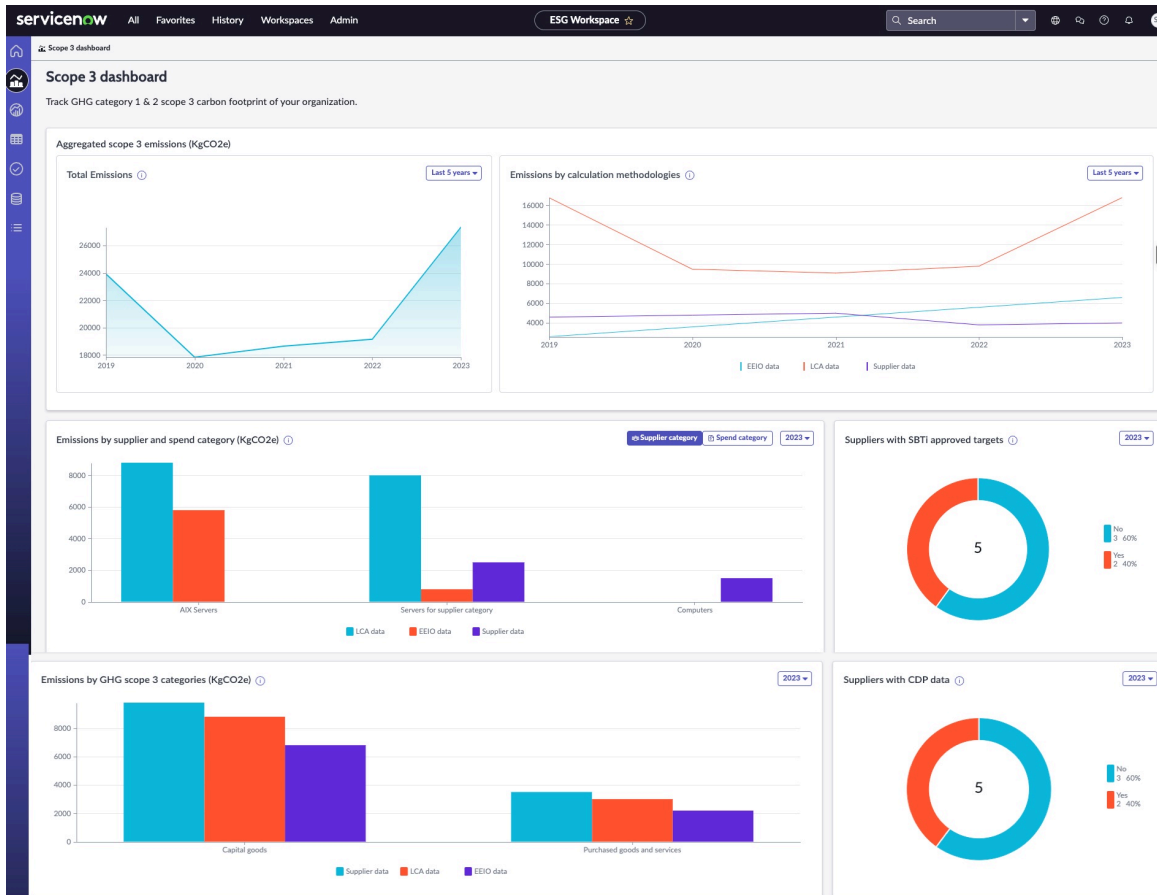 servicenow All Favorites History Workspaces Admin ESG Workspace Search
Scope 3 dashboard
Scope 3 dashboard
Track GHG category 1 & 2 scope 3 carbon footprint of your organization.
Aggregated scope 3 emissions (KgCO2e)
Total Emissions Last 5 years
26000
24000
22000
20000
18000
2019 2020 2021 2022 2023
Emissions by calculation methodologies Last 5 years
16000
14000
12000
10000
8000
6000
4000
2019 2020 2021 2022 2023
EEIO data LCA data Supplier data
Emissions by supplier and spend category (KgCO2e) Supplier category Spend category 2023
8000
6000
4000
2000
0
AIX Servers Servers for supplier category Computers
LCA data EEIO data Supplier data
Suppliers with SBTi approved targets 2023
5
No
3 60%
Yes
2 40%
Emissions by GHG scope 3 categories (KgCO2e) 2023
8000
6000
4000
2000
0
Capital goods Purchased goods and services
Supplier data LCA data EEIO data
Suppliers with CDP data 2023
5
No
3 60%
Yes
2 40%